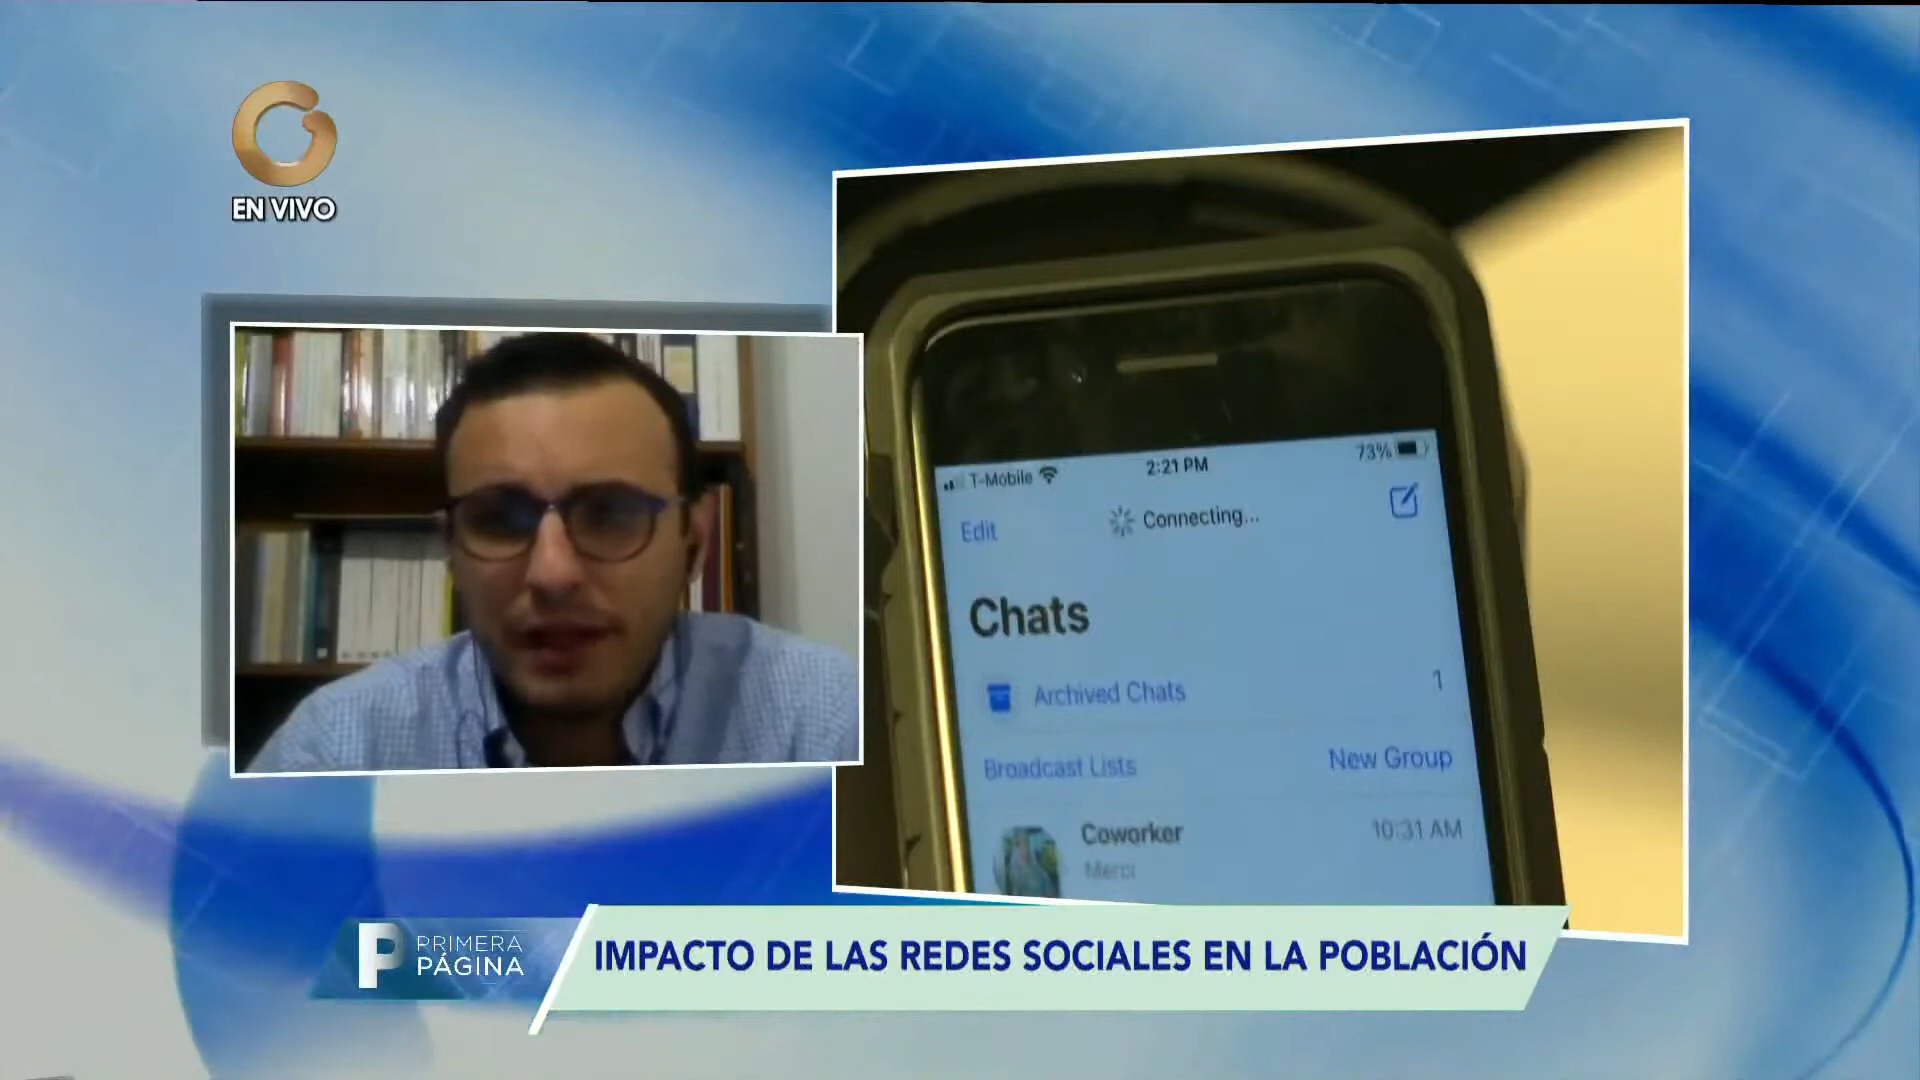 EN VIVO
T-Mobile
2:21 PM
73%
Edit
Connecting...
Chats
Archived Chats
1
Broadcast Lists
New Group
Coworker
10:31 AM
Merci
P PRIMERA
PÁGINA
IMPACTO DE LAS REDES SOCIALES EN LA POBLACIÓN